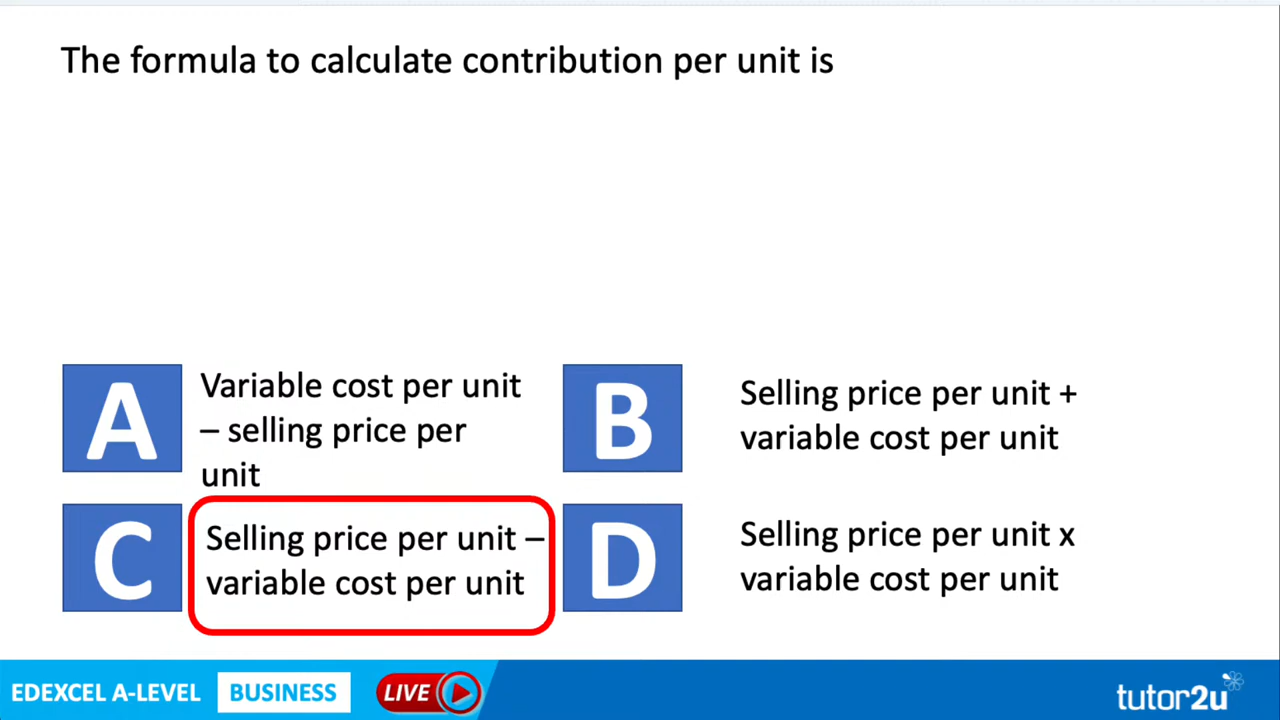 The formula to calculate contribution per unit is
A
Variable cost per unit
– selling price per
unit
B
Selling price per unit +
variable cost per unit
C
Selling price per unit –
variable cost per unit
D
Selling price per unit x
variable cost per unit
EDEXCEL A-LEVEL BUSINESS LIVE tutor2u